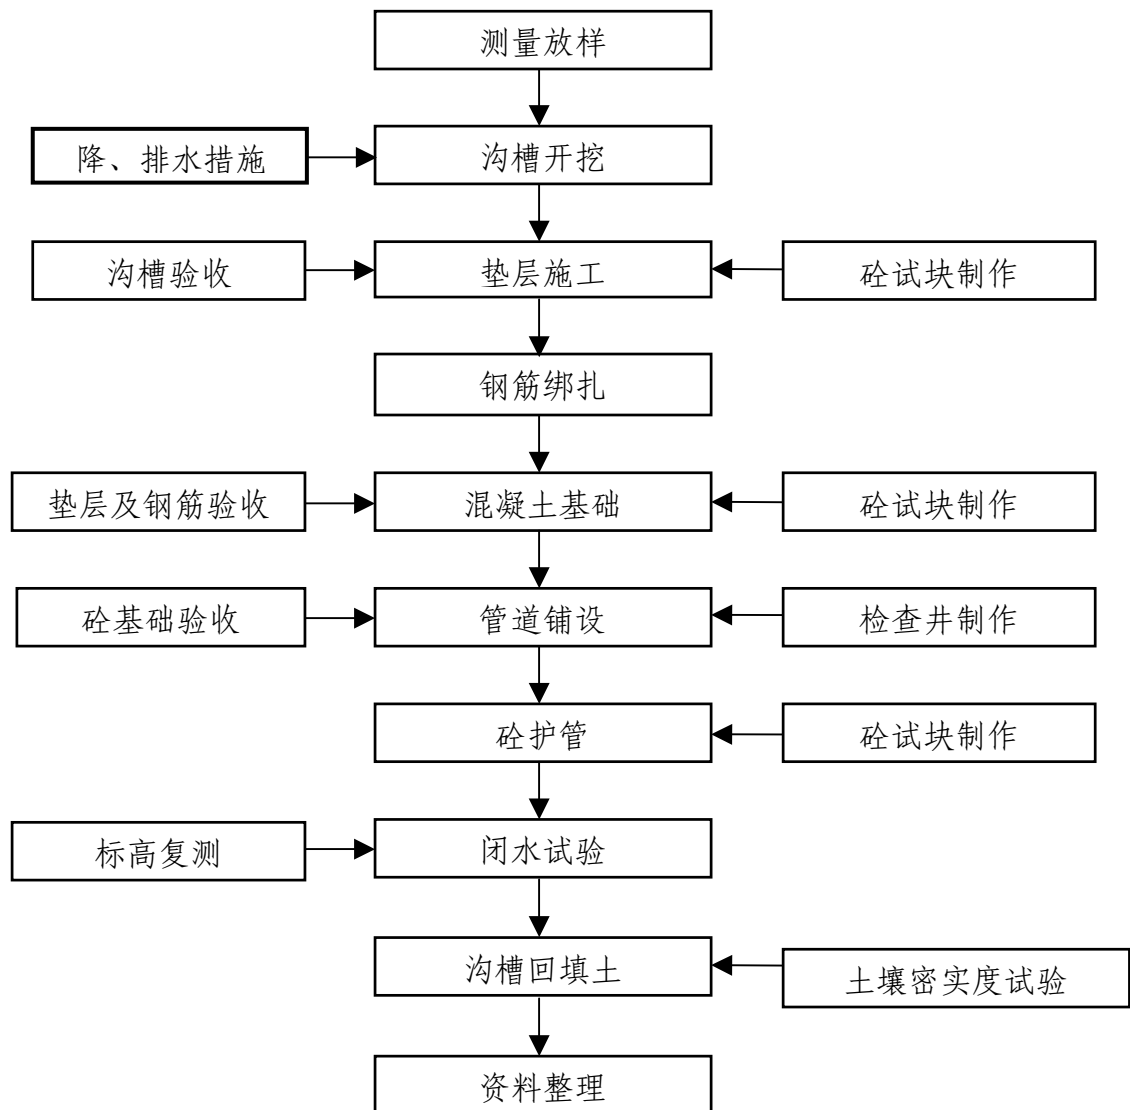 测量放样
降、排水措施
沟槽开挖
沟槽验收
垫层施工
砼试块制作
钢筋绑扎
垫层及钢筋验收
混凝土基础
砼试块制作
砼基础验收
管道铺设
检查井制作
砼护管
砼试块制作
标高复测
闭水试验
沟槽回填土
土壤密实度试验
资料整理